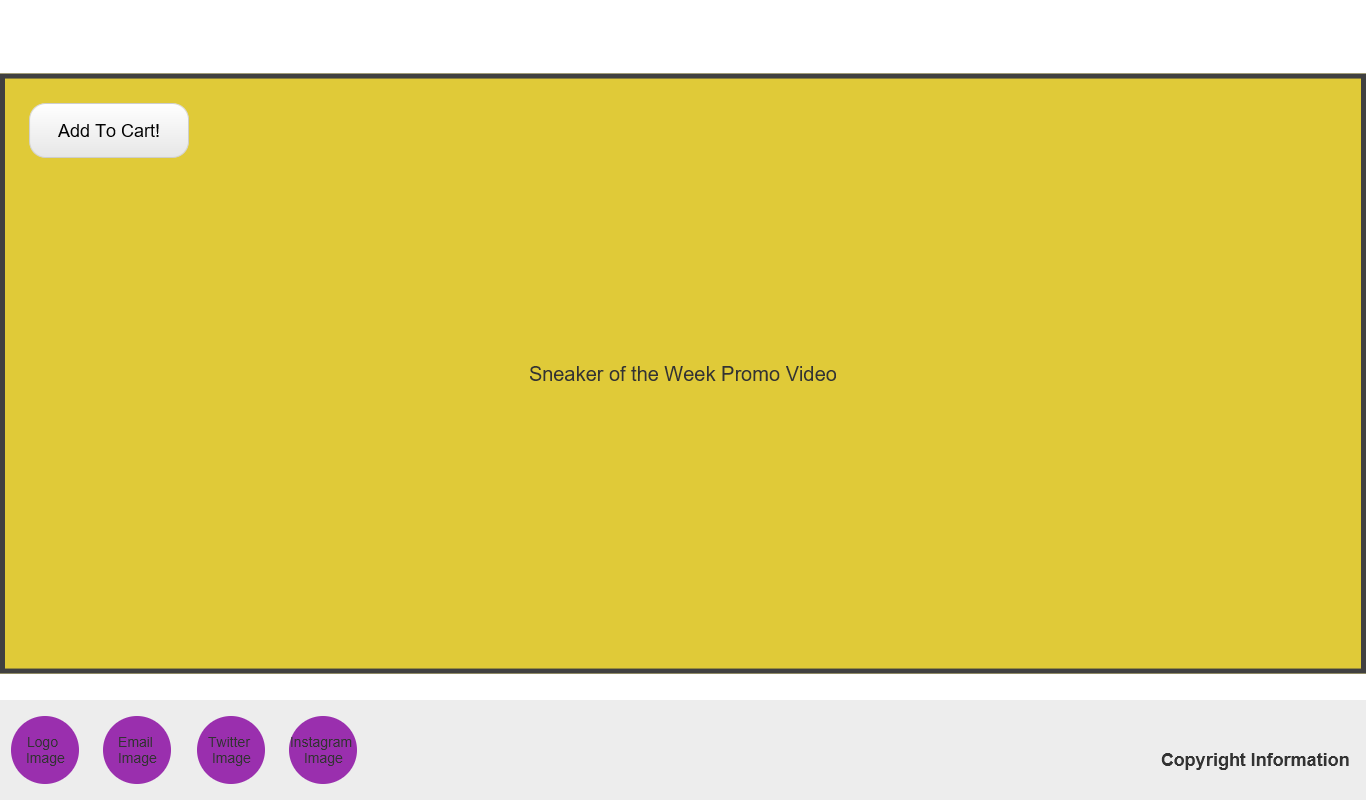 Add To Cart!
Sneaker of the Week Promo Video
Logo
Image
Email
Image
Twitter
Image
Instagram
Image
Copyright Information